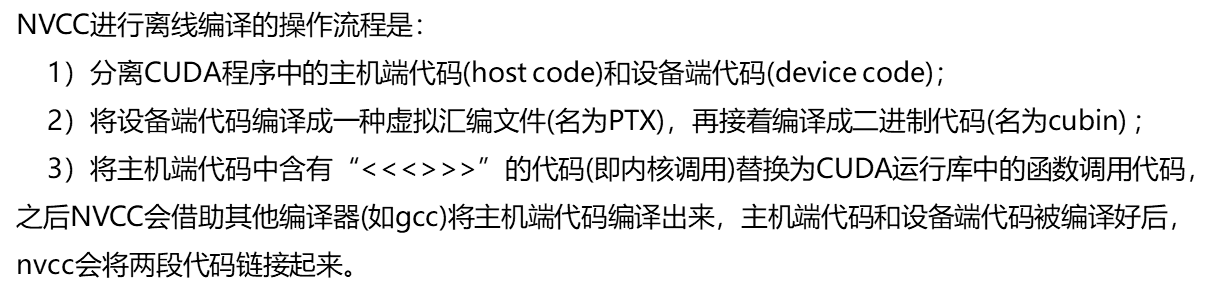 NVCC进行离线编译的操作流程是：
1）分离CUDA程序中的主机端代码(host code)和设备端代码(device code)；
2）将设备端代码编译成一种虚拟汇编文件(名为PTX)，再接着编译成二进制代码(名为cubin)；
3）将主机端代码中含有“<<<>>>”的代码(即内核调用)替换为CUDA运行库中的函数调用代码，
之后NVCC会借助其他编译器(如gcc)将主机端代码编译出来，主机端代码和设备端代码被编译好后，
nvcc会将两段代码链接起来。